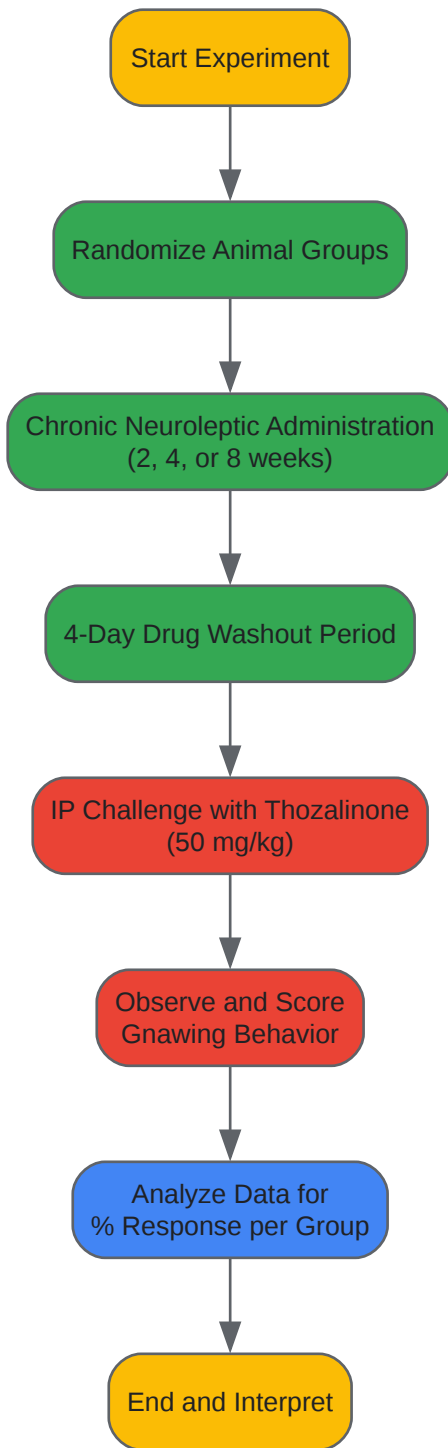 Start Experiment
Randomize Animal Groups
Chronic Neuroleptic Administration
(2, 4, or 8 weeks)
4-Day Drug Washout Period
IP Challenge with Thozalinone
(50 mg/kg)
Observe and Score
Gnawing Behavior
Analyze Data for
% Response per Group
End and Interpret